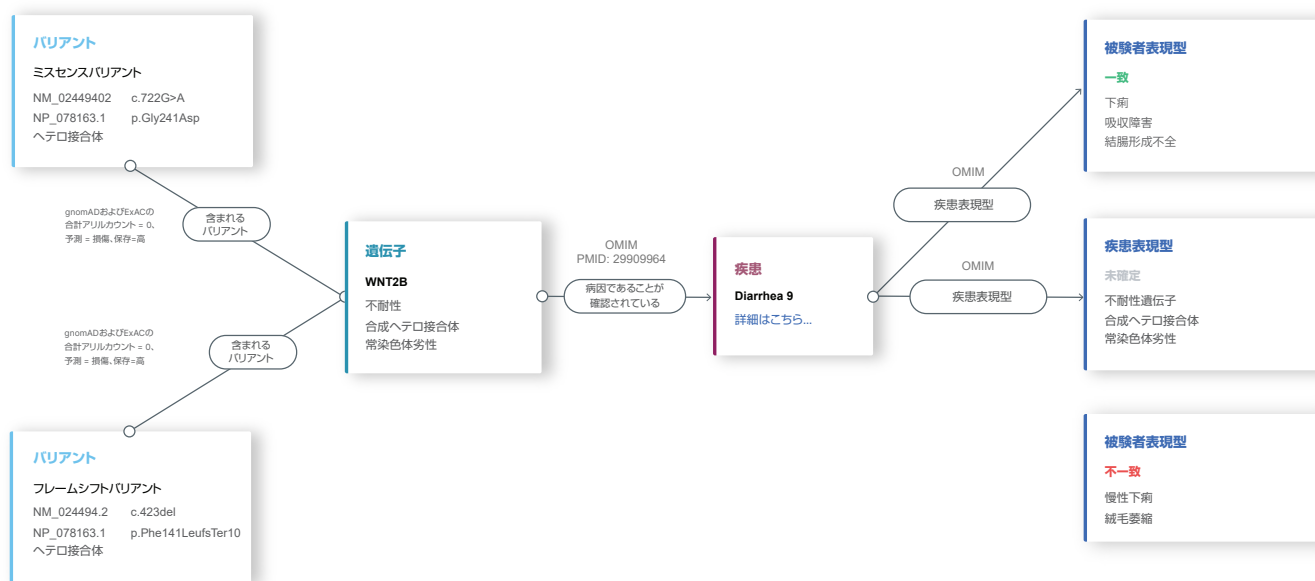 バリアント
ミスセンスバリアント
NM_02449402 c.722G>A
NP_078163.1 p.Gly241Asp
ヘテロ接合体
gnomADおよびExACの
合計アリルカウント = 0、
予測 = 損傷、保存=高
含まれる
バリアント
gnomADおよびExACの
合計アリルカウント = 0、
予測 = 損傷、保存=高
含まれる
バリアント
バリアント
フレームシフトバリアント
NM_024494.2 c.423del
NP_078163.1 p.Phe141LeufsTer10
ヘテロ接合体
遺伝子
WNT2B
不耐性
合成ヘテロ接合体
常染色体劣性
OMIM
PMID: 29909964
病因であることが
確認されている
疾患
Diarrhea 9
詳細はこちら...
OMIM
疾患表現型
OMIM
疾患表現型
被験者表現型
一致
下痢
吸収障害
結腸形成不全
疾患表現型
未確定
不耐性遺伝子
合成ヘテロ接合体
常染色体劣性
被験者表現型
不一致
慢性下痢
絨毛萎縮